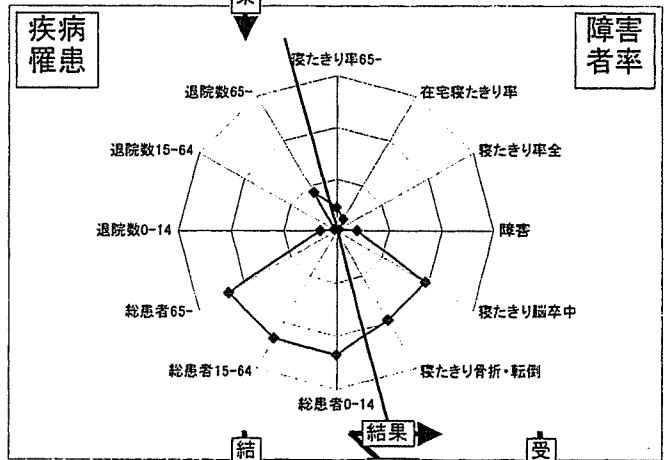 疾病
罹患
障害
者率
寝たきり率65-
退院数65-
在宅寝たきり率
退院数15-64
寝たきり率全
退院数0-14
障害
総患者65-
寝たきり脳卒中
総患者15-64
寝たきり骨折・転倒
総患者0-14
結果
結
受